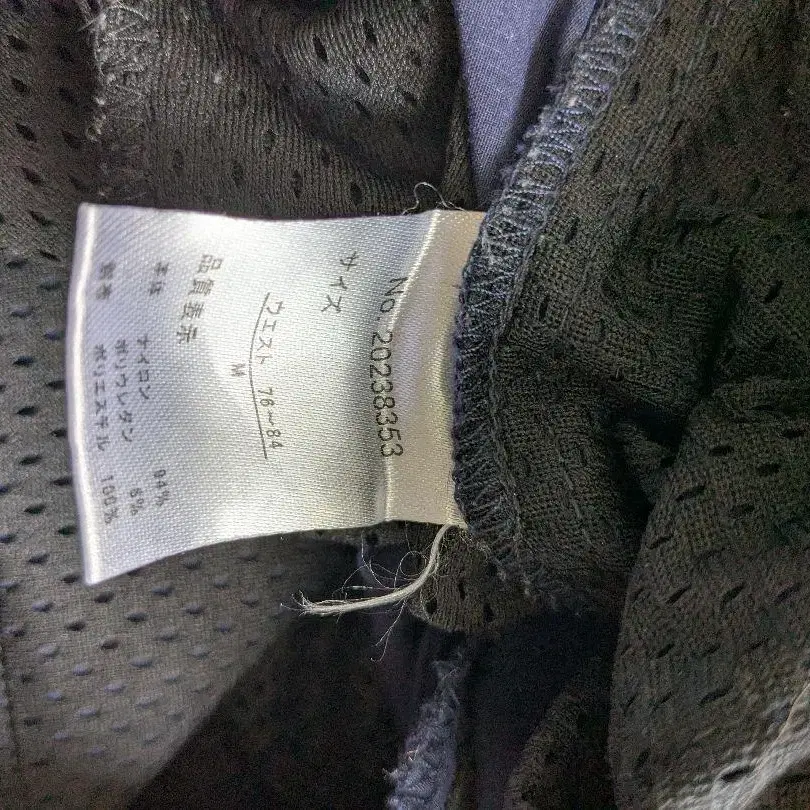 No. 20238353
サイズ
ウエスト 76~84
M
品質表示
本体 ナイロン 94%
ポリウレタン 6%
別布 ポリエステル 100%